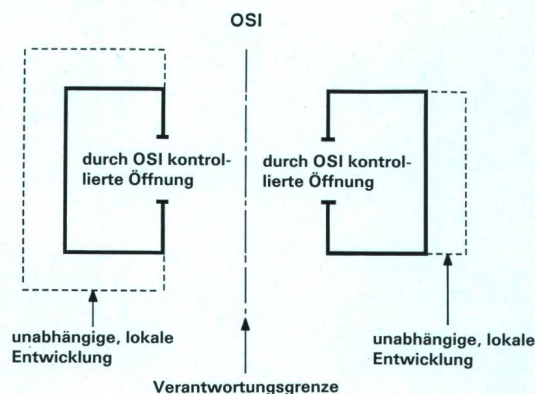 OSI
durch OSI kontrol-
lierte Öffnung
durch OSI kontrol-
lierte Öffnung
unabhängige, lokale
Entwicklung
unabhängige, lokale
Entwicklung
Verantwortungsgrenze